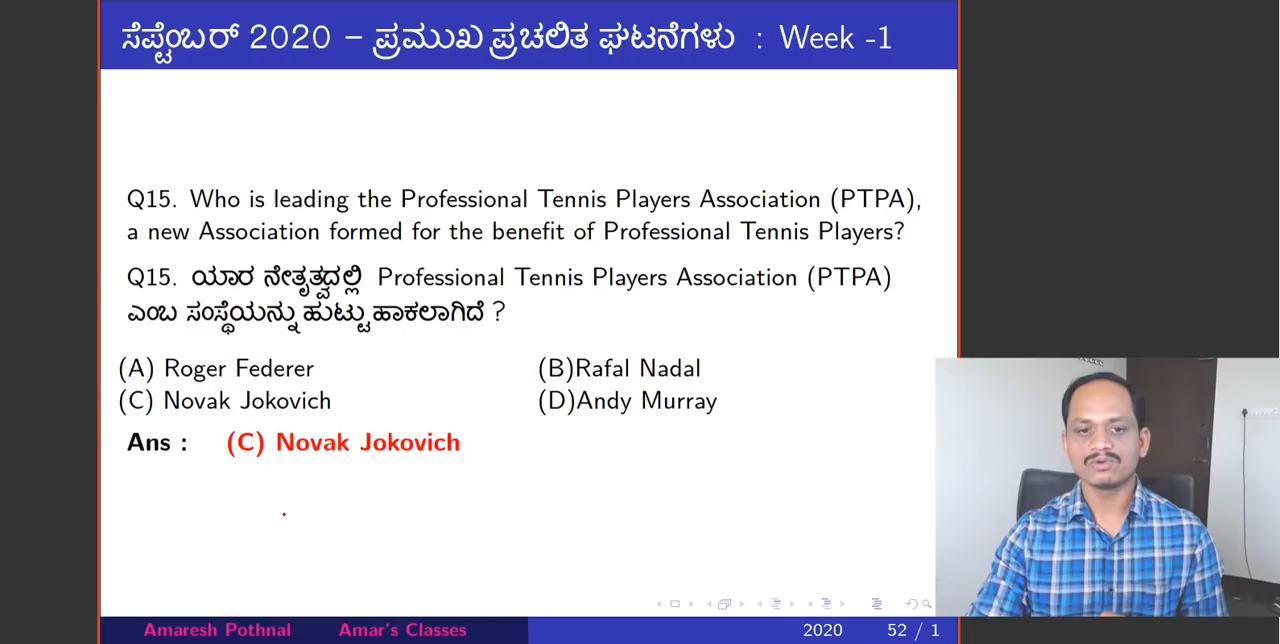 ಸೆಪ್ಟೆಂಬರ್ 2020 – ಪ್ರಮುಖ ಪ್ರಚಲಿತ ಘಟನೆಗಳು : Week -1
Q15. Who is leading the Professional Tennis Players Association (PTPA),
a new Association formed for the benefit of Professional Tennis Players?
Q15. ಯಾರ ನೇತೃತ್ವದಲ್ಲಿ Professional Tennis Players Association (PTPA)
ಎಂಬ ಸಂಸ್ಥೆಯನ್ನು ಹುಟ್ಟುಹಾಕಲಾಗಿದೆ ?
(A) Roger Federer (B)Rafal Nadal
(C) Novak Jokovich (D)Andy Murray
Ans : (C) Novak Jokovich
Amaresh Pothnal Amar's Classes 2020 52 / 1